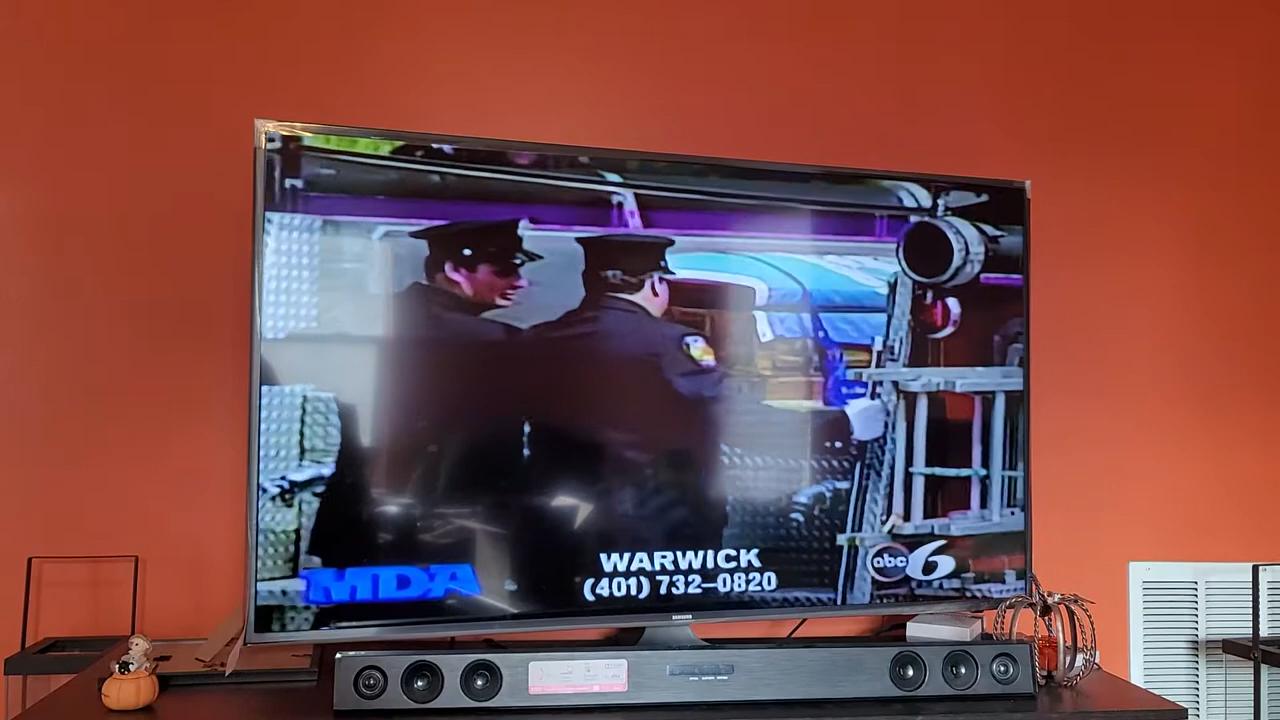 WARWICK
(401) 732–0820
MDA
abc 6
SAMSUNG